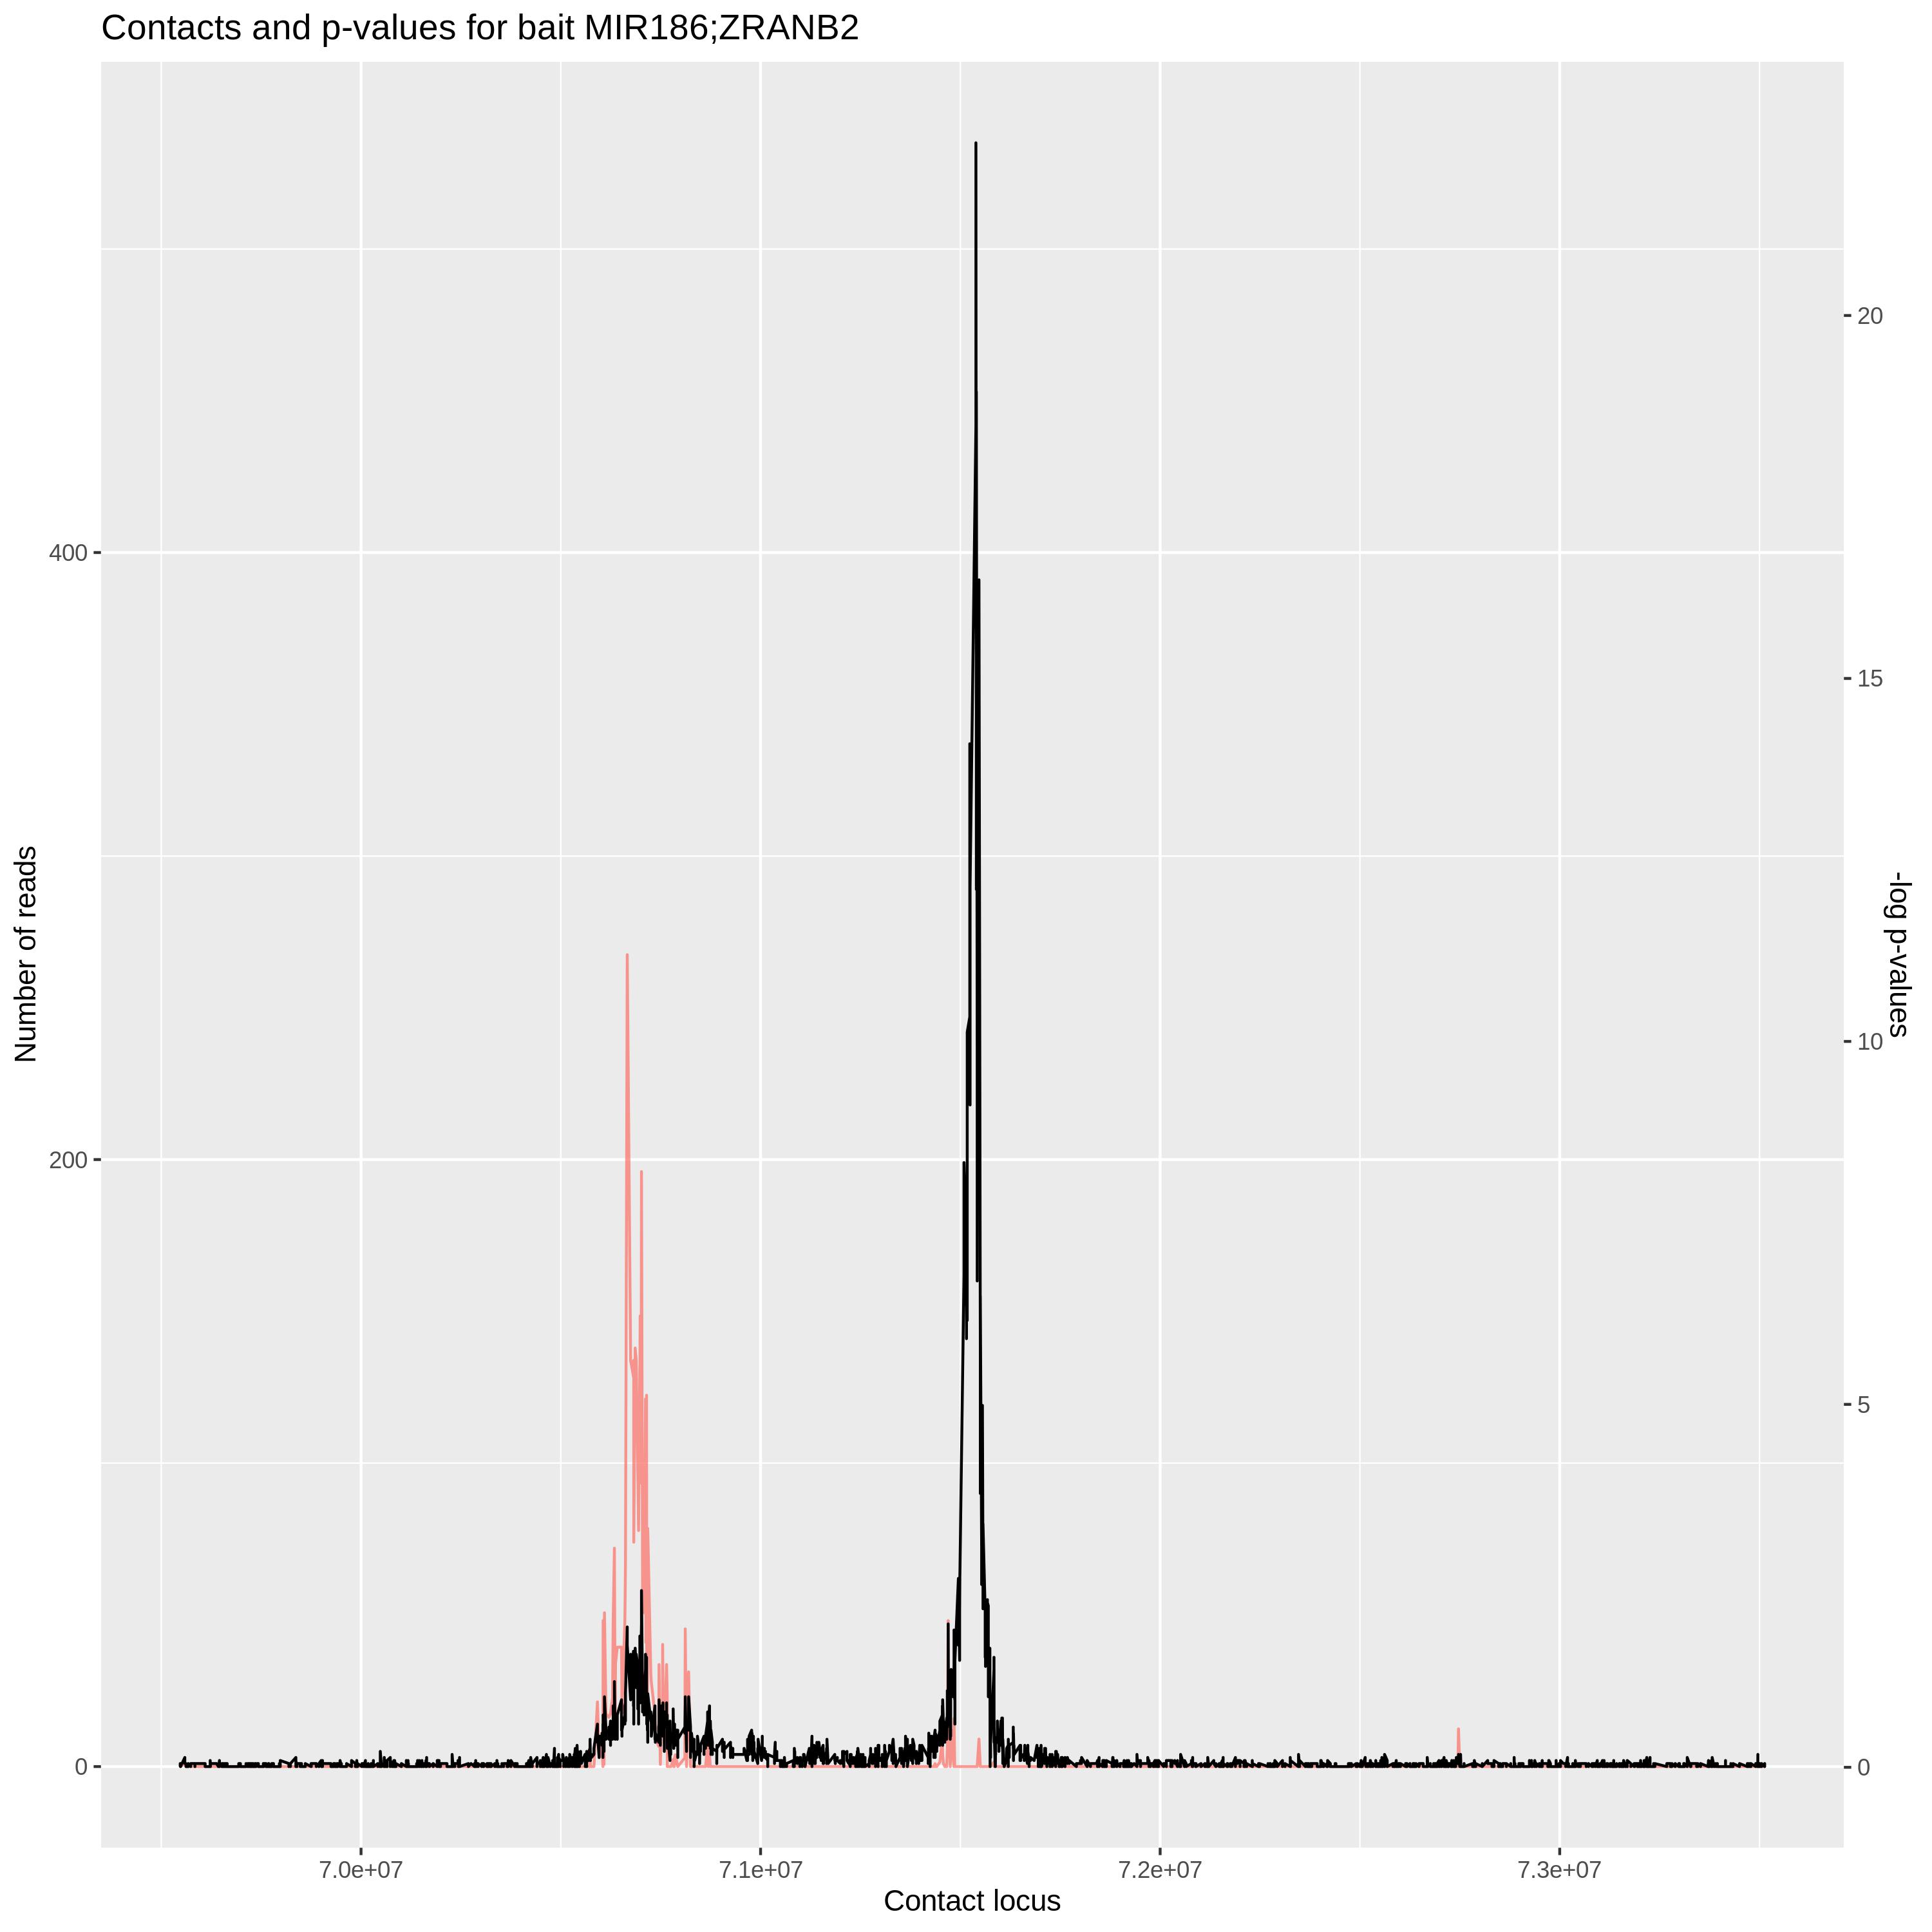 Contacts and p-values for bait MIR186;ZRANB2
Number of reads
400
200
0
20
15
10
5
0
-log p-values
7.0e+07
7.1e+07
7.2e+07
7.3e+07
Contact locus